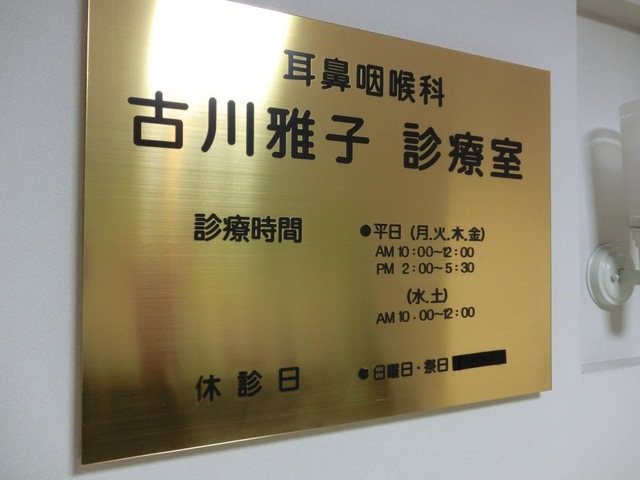 耳鼻咽喉科
古川雅子 診療室
診療時間 ●平日 (月.火.木.金)
AM 10:00〜12:00
PM 2:00〜5:30
(水.土)
AM 10.00〜12:00
休診日 ●日曜日・祭日